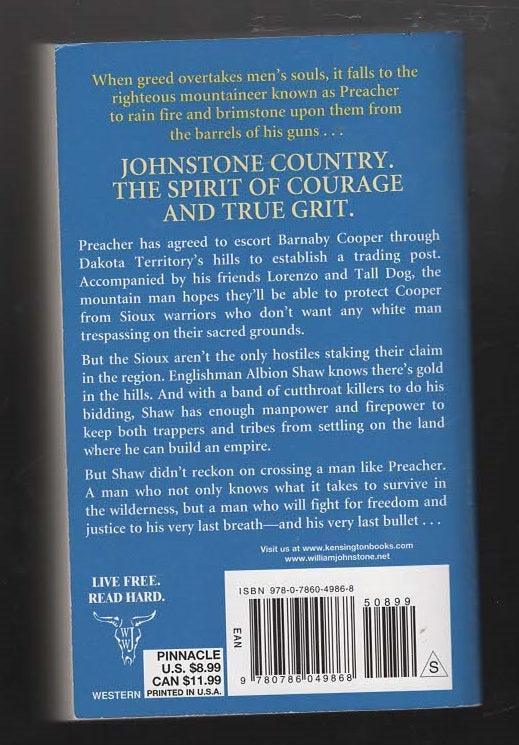 When greed overtakes men's souls, it falls to the
righteous mountaineer known as Preacher
to rain fire and brimstone upon them from
the barrels of his guns . . .
JOHNSTONE COUNTRY.
THE SPIRIT OF COURAGE
AND TRUE GRIT.
Preacher has agreed to escort Barnaby Cooper through
Dakota Territory's hills to establish a trading post.
Accompanied by his friends Lorenzo and Tall Dog, the
mountain man hopes they'll be able to protect Cooper
from Sioux warriors who don't want any white man
trespassing on their sacred grounds.
But the Sioux aren't the only hostiles staking their claim
in the region. Englishman Albion Shaw knows there's gold
in the hills. And with a band of cutthroat killers to do his
bidding, Shaw has enough manpower and firepower to
keep both trappers and tribes from settling on the land
where he can build an empire.
But Shaw didn't reckon on crossing a man like Preacher.
A man who not only knows what it takes to survive in
the wilderness, but a man who will fight for freedom and
justice to his very last breath—and his very last bullet . . .
Visit us at www.kensingtonbooks.com
www.williamjohnstone.net
LIVE FREE.
READ HARD.
WWJ
WESTERN
PINNACLE
U.S. $8.99
CAN $11.99
PRINTED IN U.S.A.
EAN
ISBN 978-0-7860-4986-8
50899
9 780786 049868
S